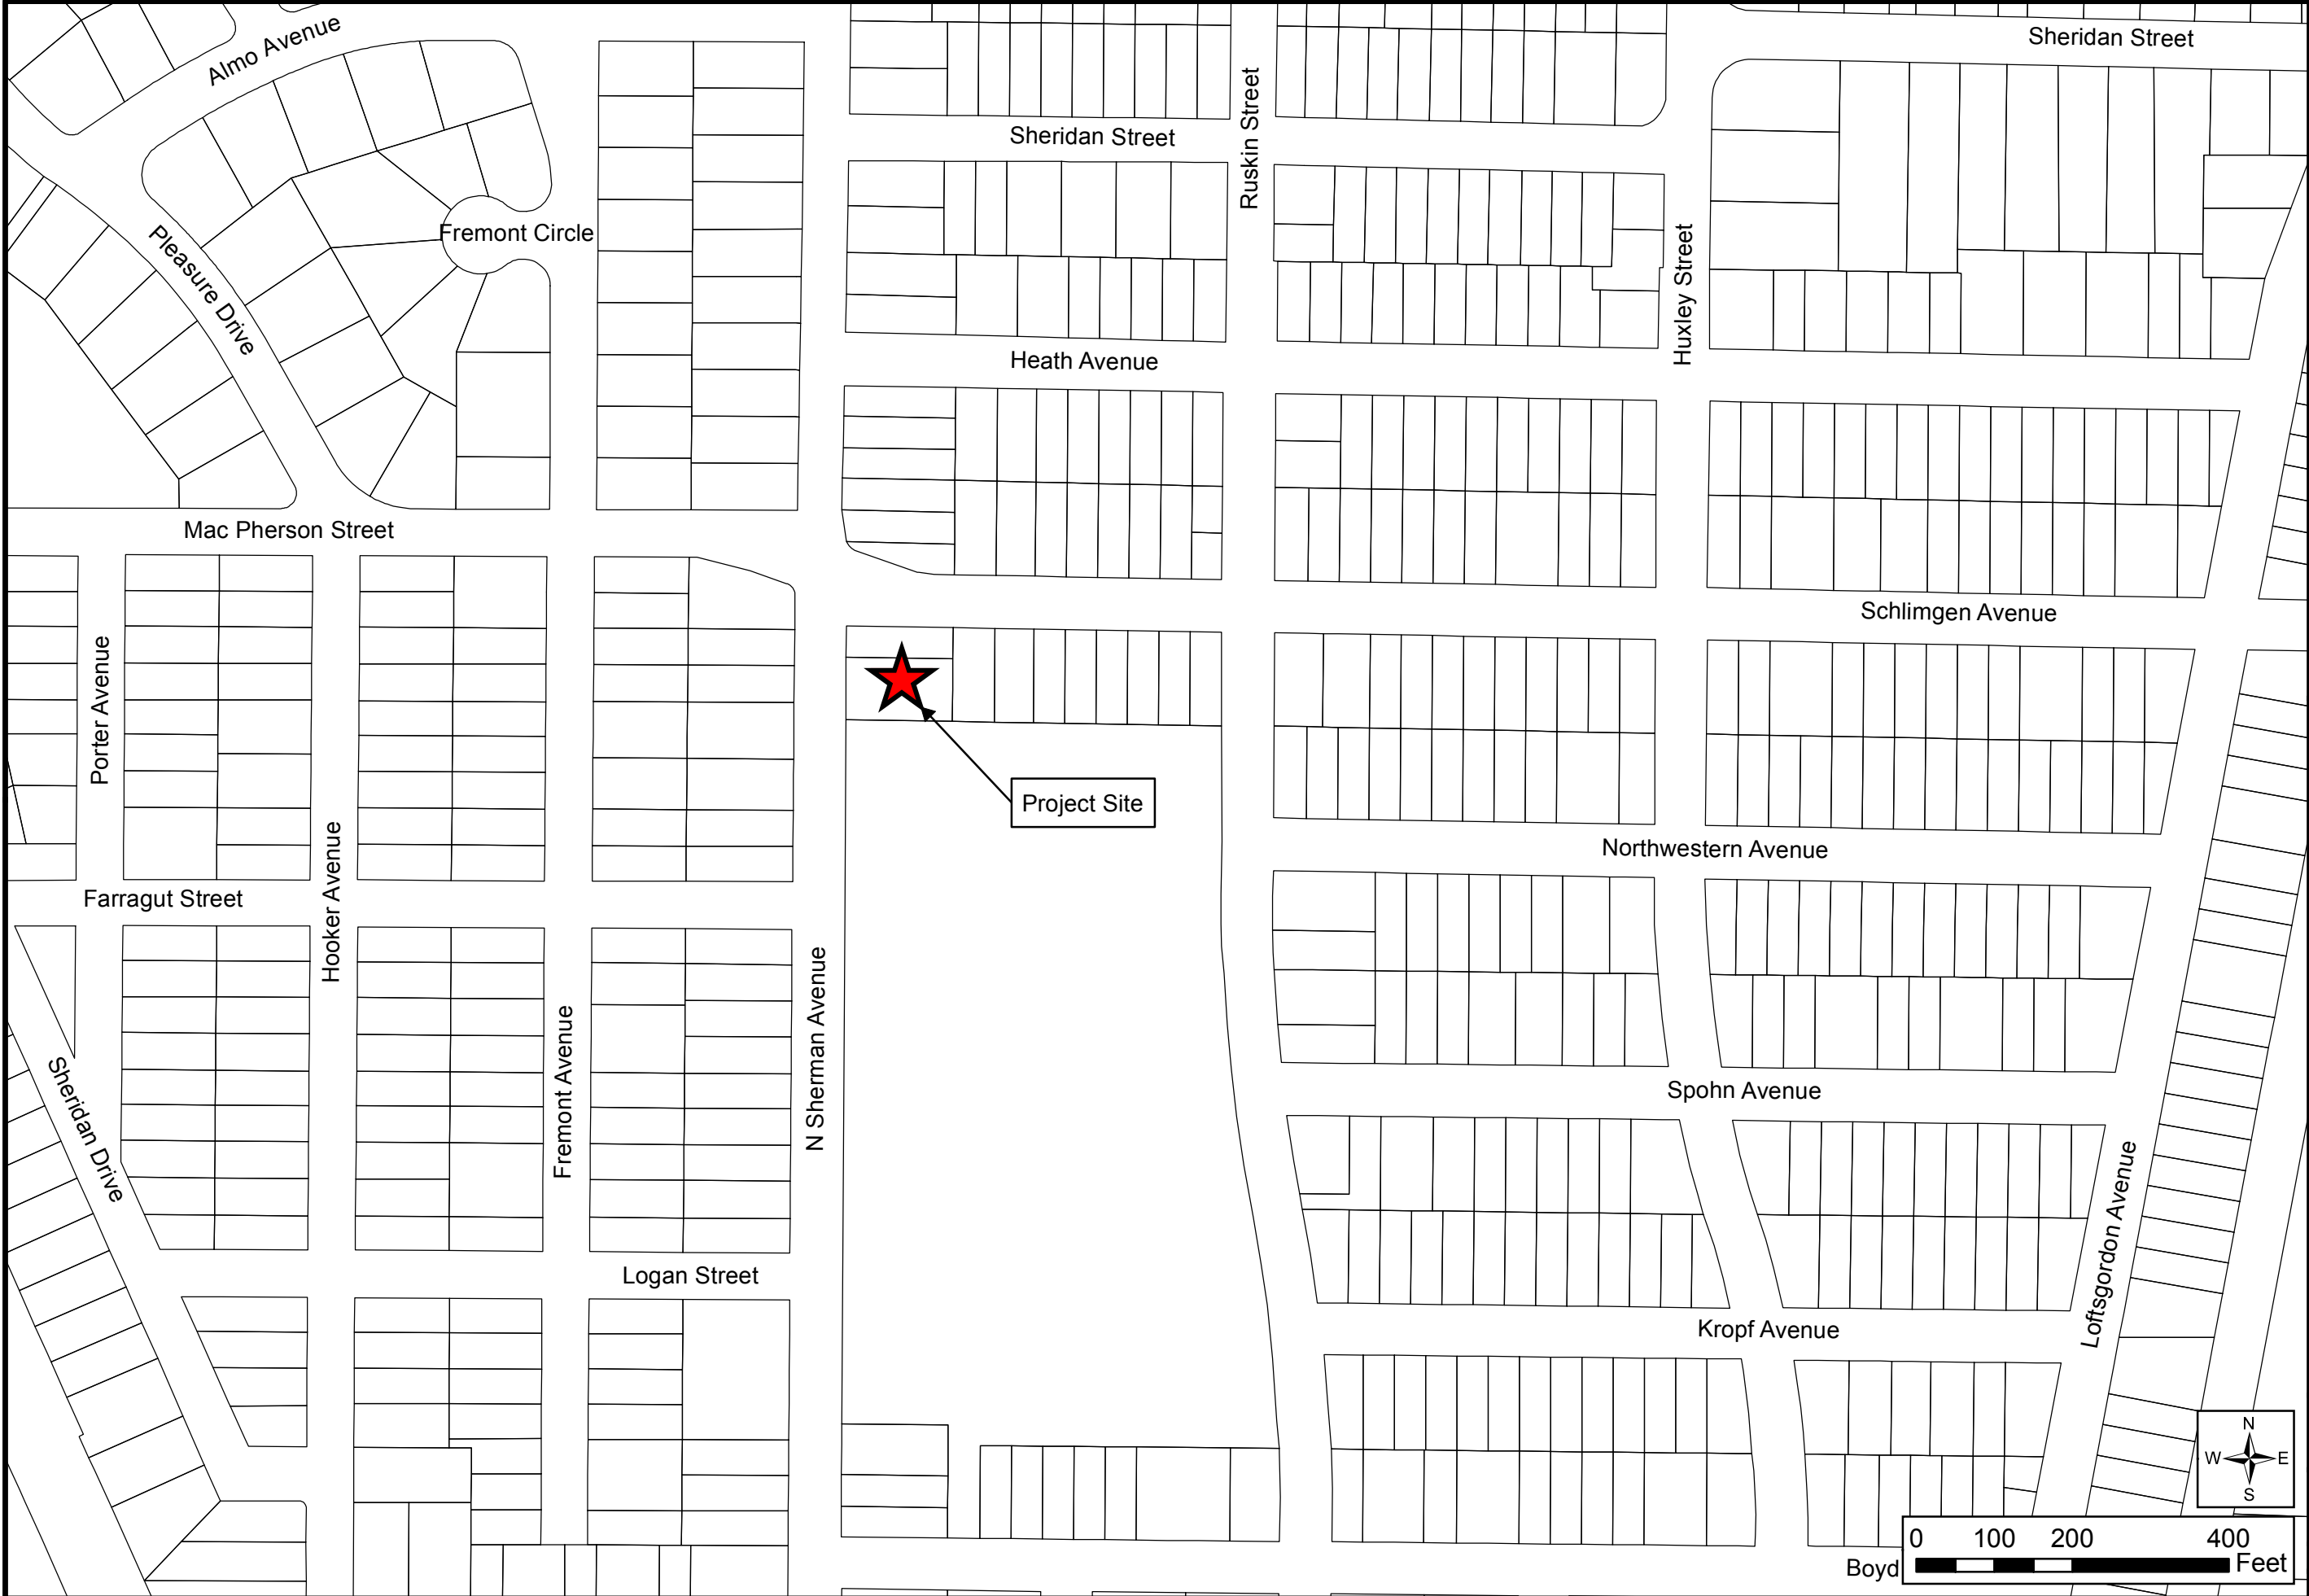 Almo Avenue
Sheridan Street
Sheridan Street
Ruskin Street
Fremont Circle
Pleasure Drive
Huxley Street
Heath Avenue
Mac Pherson Street
Schlimgen Avenue
Porter Avenue
Project Site
Northwestern Avenue
Hooker Avenue
Farragut Street
N Sherman Avenue
Fremont Avenue
Spohn Avenue
Sheridan Drive
Loftsgordon Avenue
Logan Street
Kropf Avenue
N
W E
S
0 100 200 400
Feet
Boyd